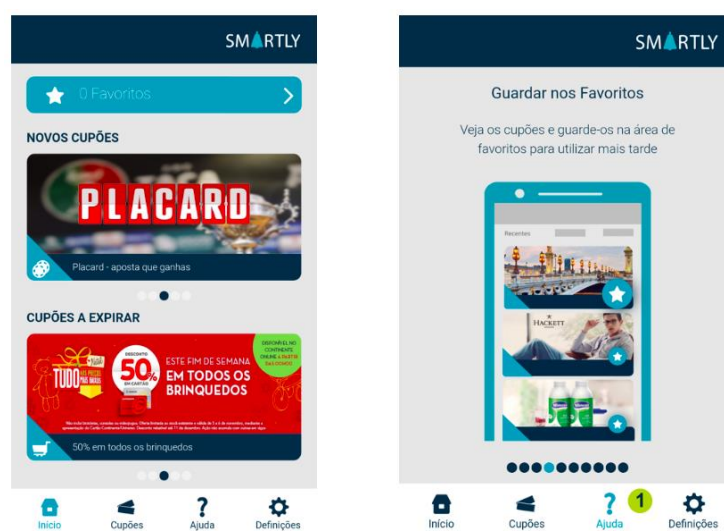 SMARTLY
0 Favoritos
NOVOS CUPÕES
PLACARD
Placard - aposta que ganhas
CUPÕES A EXPIRAR
TUDO
DESCONTO
50%
EM CARTÃO
ESTE FIM DE SEMANA
EM TODOS OS
BRINQUEDOS
DISPONÍVEL NO
CONTINENTE
ONLINE A PARTIR
50% em todos os brinquedos
Início
Cupões
Ajuda
Definições
SMARTLY
Guardar nos Favoritos
Veja os cupões e guarde-os na área de
favoritos para utilizar mais tarde
Recentes
HACKETT
Início
Cupões
Ajuda
1
Definições